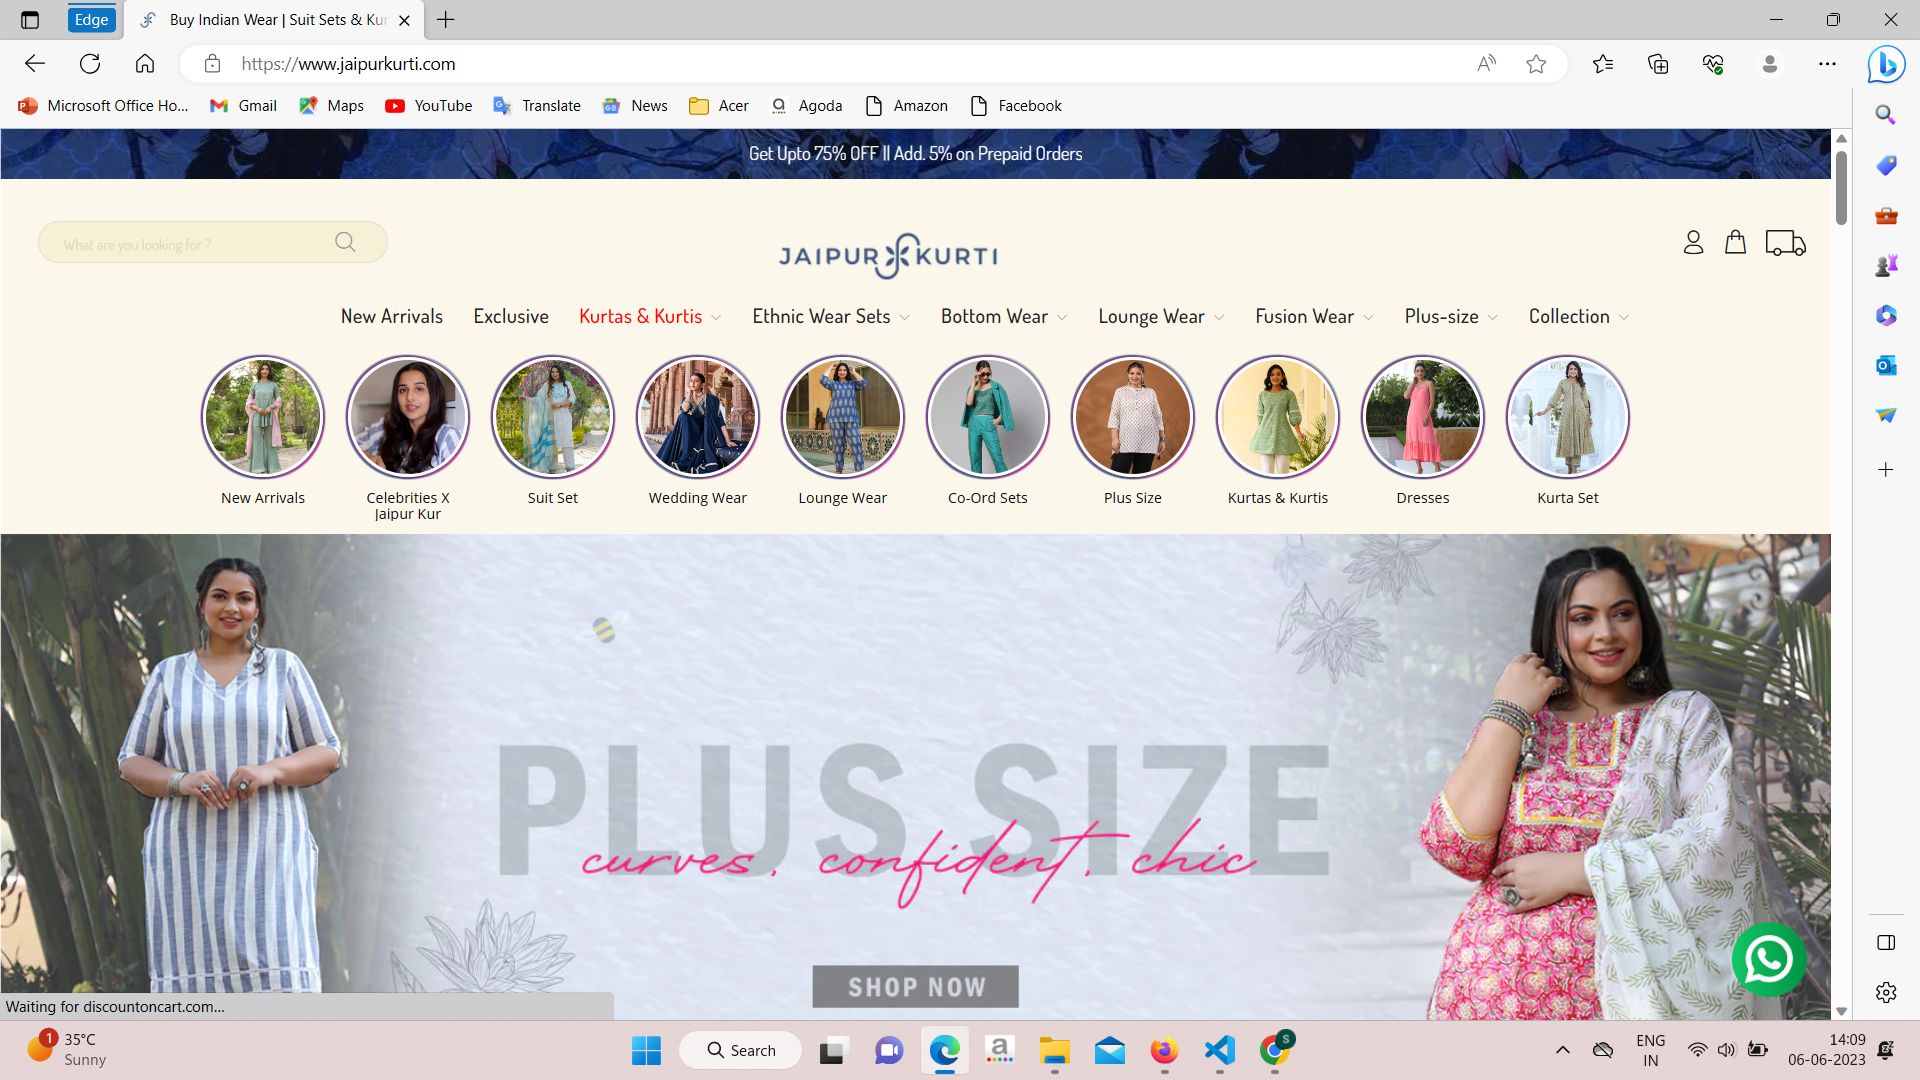 Edge
Buy Indian Wear | Suit Sets & Kur
https://www.jaipurkurti.com
Microsoft Office Ho...
Gmail
Maps
YouTube
Translate
News
Acer
Agoda
Amazon
Facebook
Get Upto 75% OFF || Add. 5% on Prepaid Orders
What are you looking for ?
JAIPUR KURTI
New Arrivals
Exclusive
Kurtas & Kurtis
Ethnic Wear Sets
Bottom Wear
Lounge Wear
Fusion Wear
Plus-size
Collection
New Arrivals
Celebrities X
Jaipur Kur
Suit Set
Wedding Wear
Lounge Wear
Co-Ord Sets
Plus Size
Kurtas & Kurtis
Dresses
Kurta Set
PLUS SIZE
curves, confident, chic
SHOP NOW
Waiting for discountoncart.com...
1
35°C
Sunny
Search
a
S
ENG
IN
14:09
06-06-2023